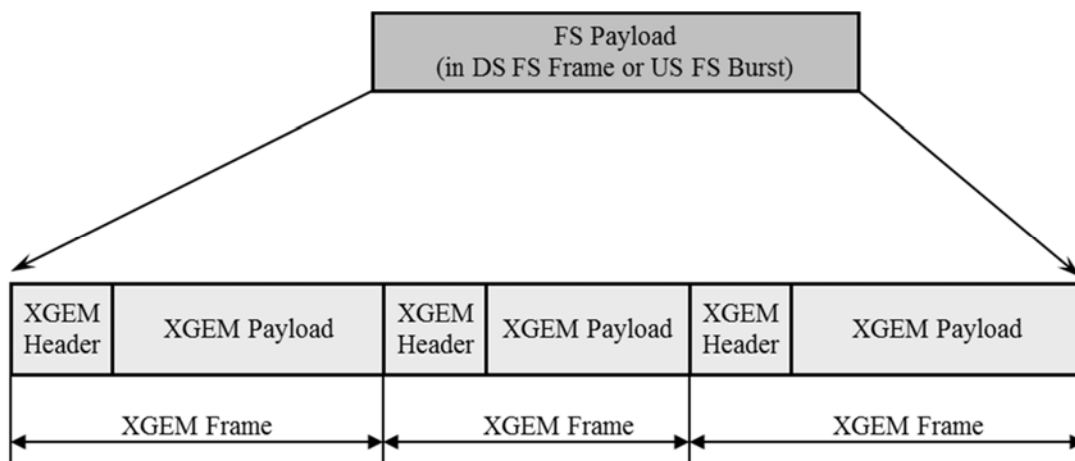 FS Payload
(in DS FS Frame or US FS Burst)
XGEM
Header
XGEM Payload
XGEM
Header
XGEM Payload
XGEM
Header
XGEM Payload
XGEM Frame
XGEM Frame
XGEM Frame